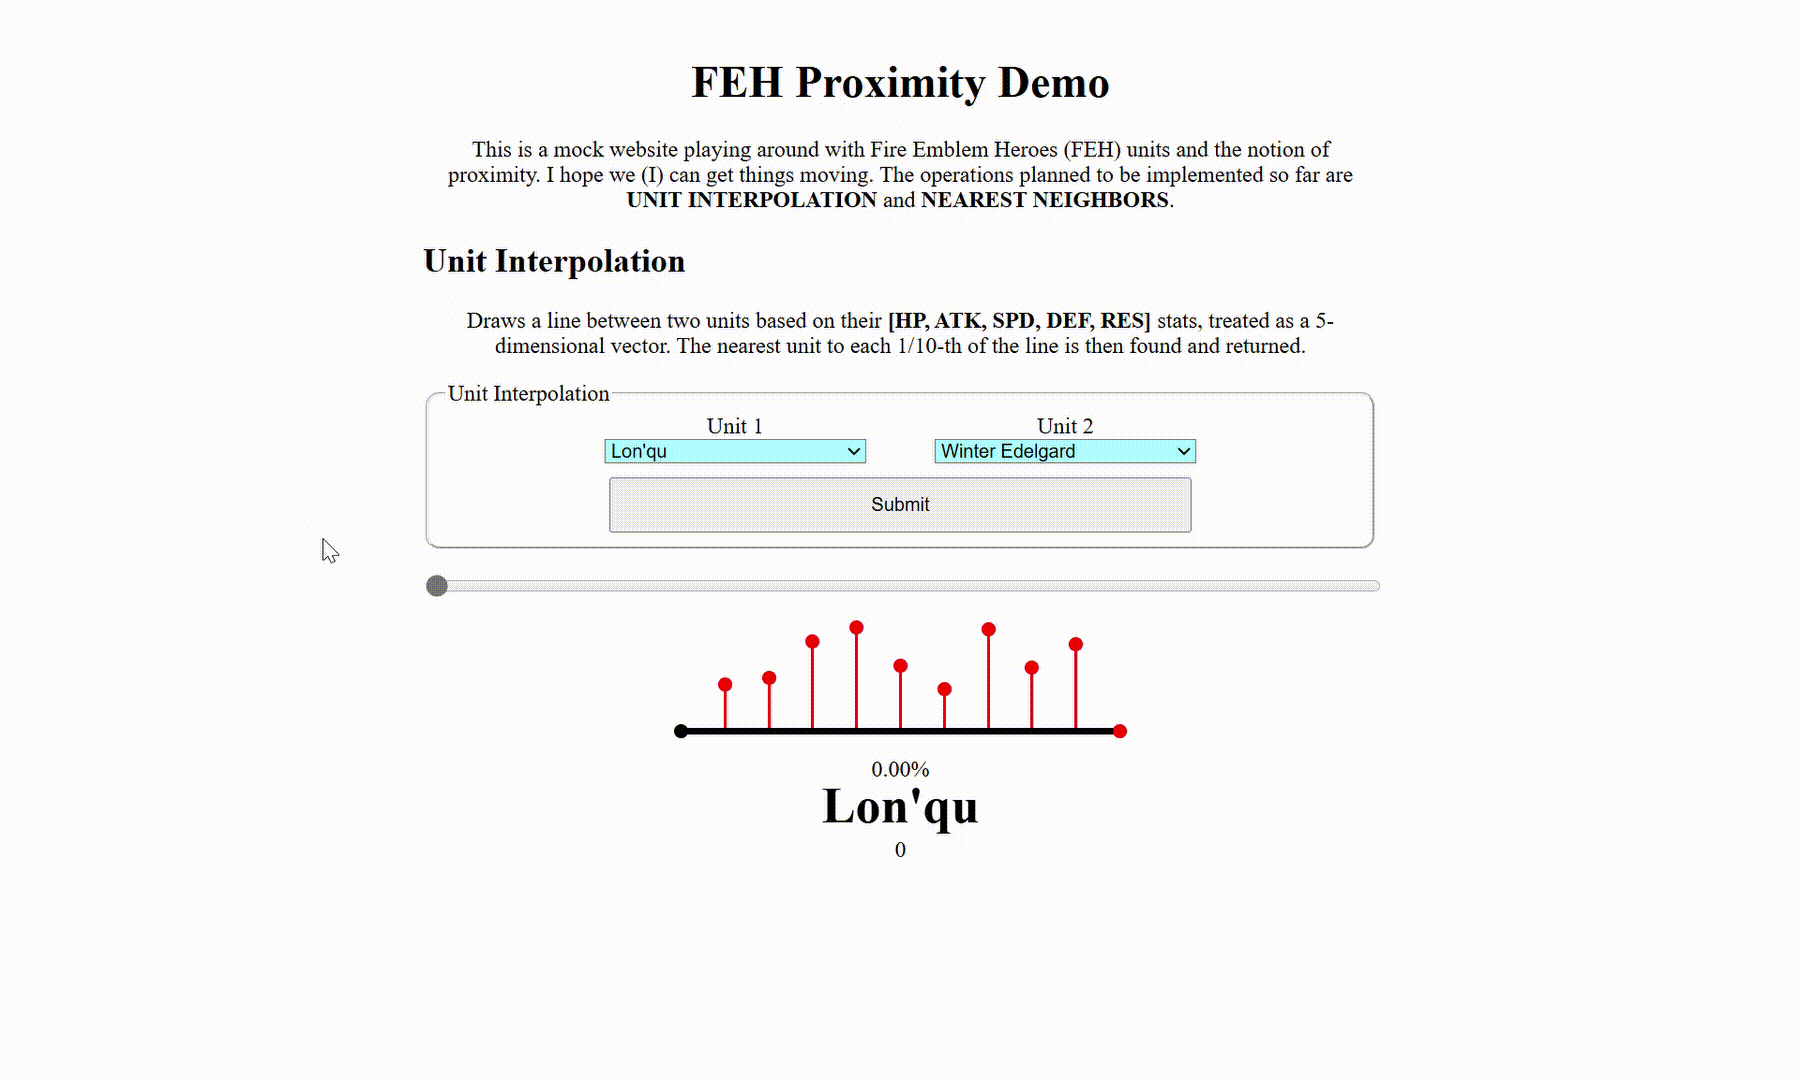 FEH Proximity Demo
This is a mock website playing around with Fire Emblem Heroes (FEH) units and the notion of
proximity. I hope we (I) can get things moving. The operations planned to be implemented so far are
UNIT INTERPOLATION and NEAREST NEIGHBORS.
Unit Interpolation
Draws a line between two units based on their [HP, ATK, SPD, DEF, RES] stats, treated as a 5-
dimensional vector. The nearest unit to each 1/10-th of the line is then found and returned.
Unit Interpolation
Unit 1 Unit 2
Lon'qu Winter Edelgard
Submit
0.00%
Lon'qu
0